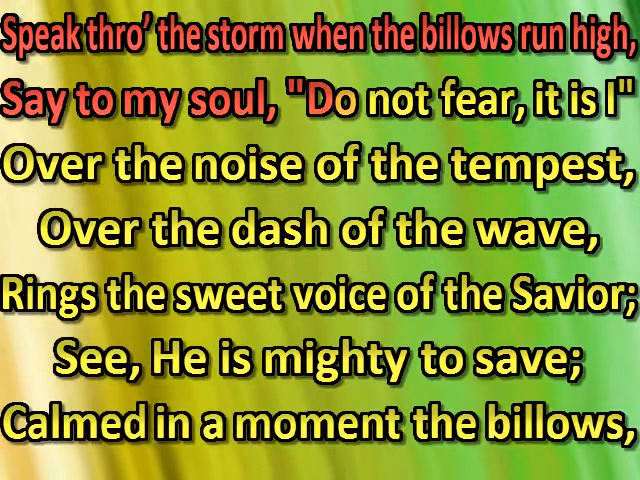 Speak thro’ the storm when the billows run high,
Say to my soul, "Do not fear, it is I"
Over the noise of the tempest,
Over the dash of the wave,
Rings the sweet voice of the Savior;
See, He is mighty to save;
Calmed in a moment the billows,